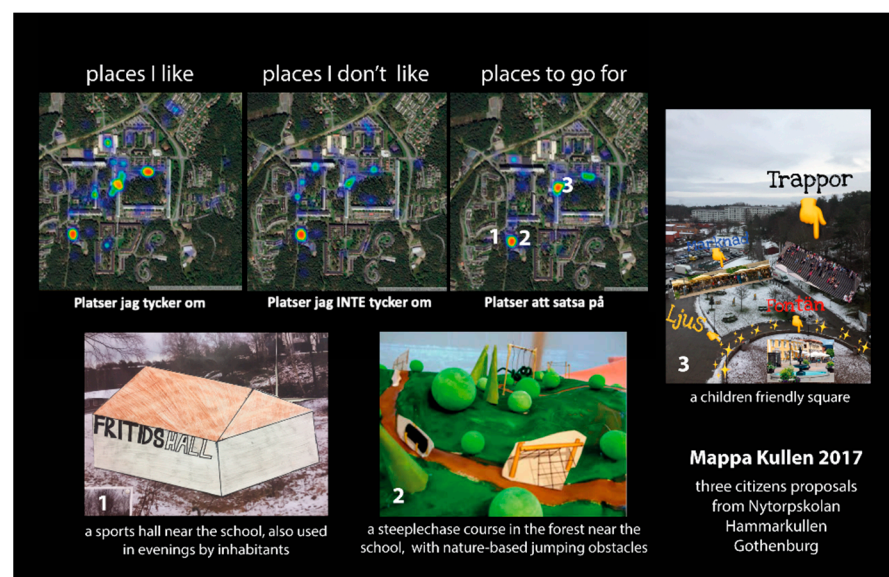 places I like
places I don't like
places to go for
3
1
2
Platser jag tycker om
Platser jag INTE tycker om
Platser att satsa på
Trappor
Marknad
Fontän
Ljus
3
a children friendly square
FRITIDSHALL
1
a sports hall near the school, also used
in evenings by inhabitants
2
a steeplechase course in the forest near the
school, with nature-based jumping obstacles
Mappa Kullen 2017
three citizens proposals
from Nytorpskolan
Hammarkullen
Gothenburg